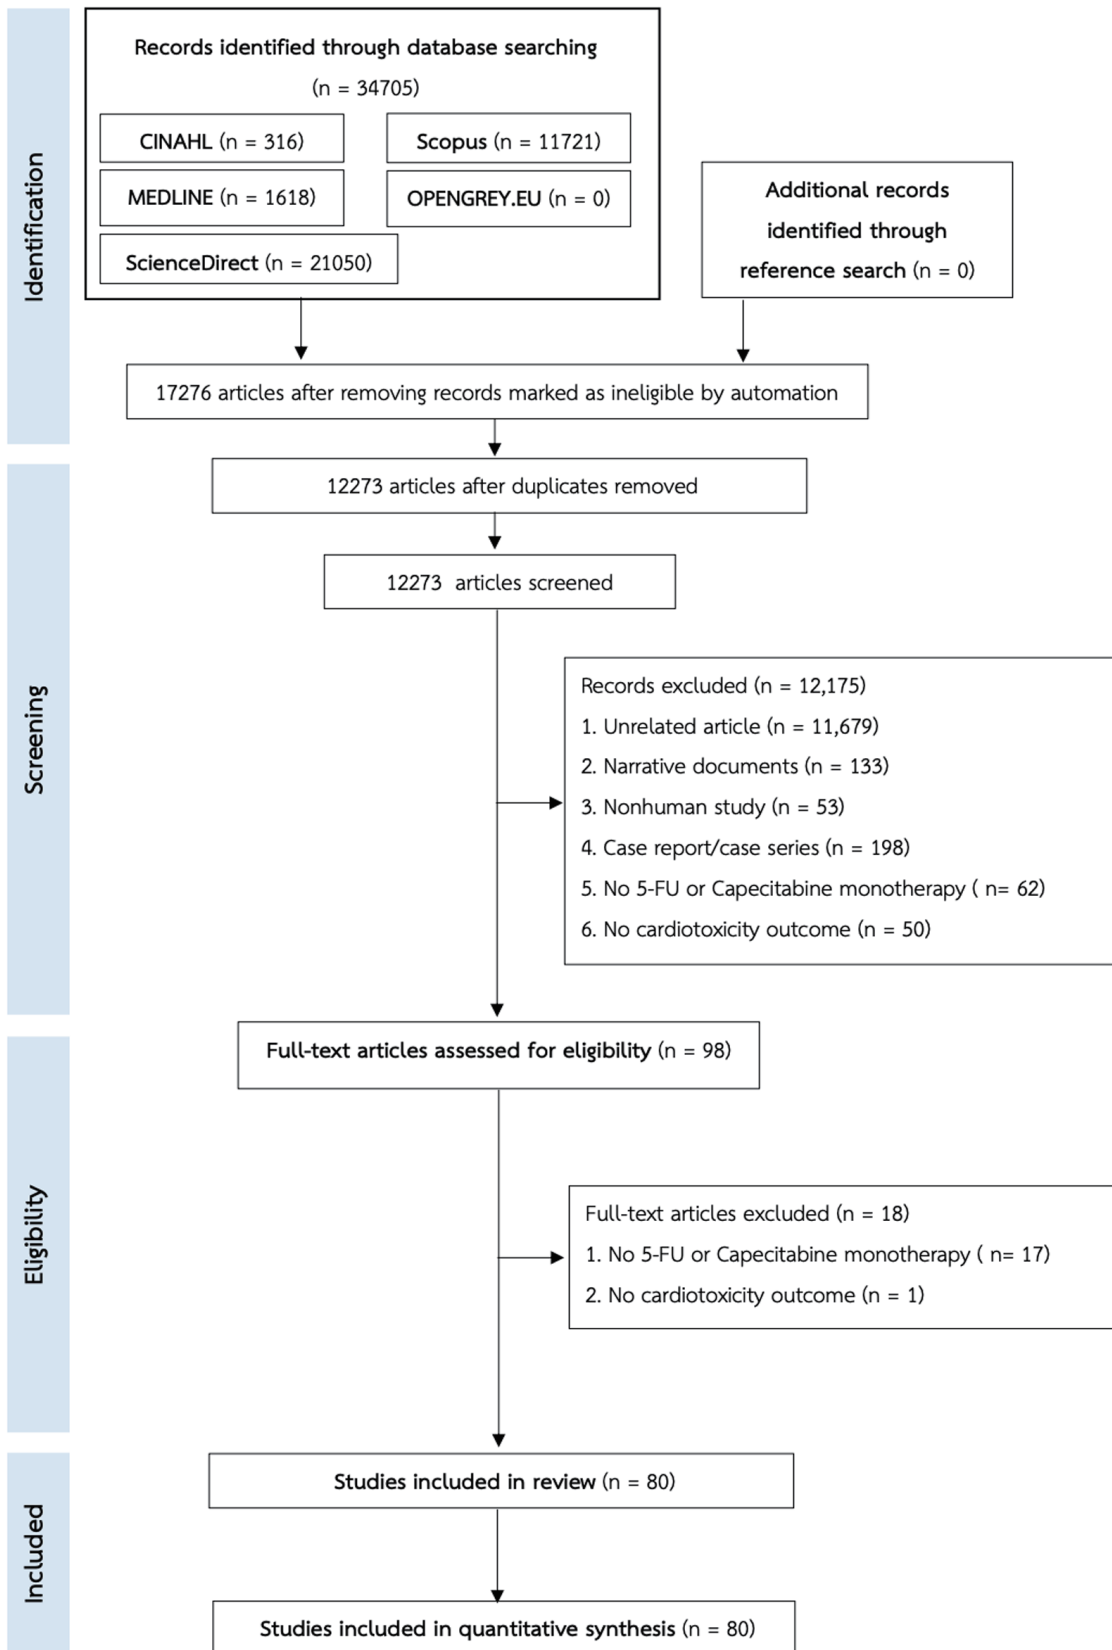 Identification
Records identified through database searching
(n = 34705)
CINAHL (n = 316)
Scopus (n = 11721)
MEDLINE (n = 1618)
OPENGREY.EU (n = 0)
ScienceDirect (n = 21050)
Additional records
identified through
reference search (n = 0)
17276 articles after removing records marked as ineligible by automation
Screening
12273 articles after duplicates removed
12273 articles screened
Records excluded (n = 12,175)
1. Unrelated article (n = 11,679)
2. Narrative documents (n = 133)
3. Nonhuman study (n = 53)
4. Case report/case series (n = 198)
5. No 5-FU or Capecitabine monotherapy ( n= 62)
6. No cardiotoxicity outcome (n = 50)
Eligibility
Full-text articles assessed for eligibility (n = 98)
Full-text articles excluded (n = 18)
1. No 5-FU or Capecitabine monotherapy ( n= 17)
2. No cardiotoxicity outcome (n = 1)
Included
Studies included in review (n = 80)
Studies included in quantitative synthesis (n = 80)